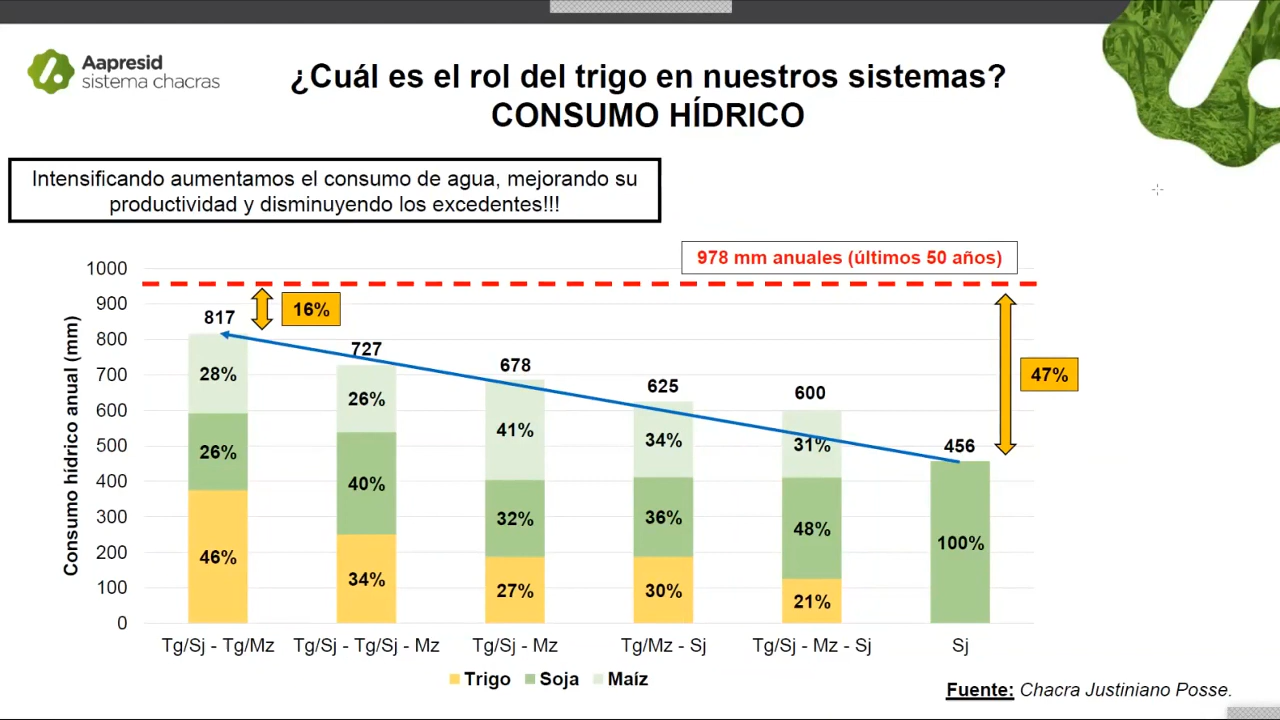 Aapresid
sistema chacras
¿Cuál es el rol del trigo en nuestros sistemas?
CONSUMO HÍDRICO
Intensificando aumentamos el consumo de agua, mejorando su
productividad y disminuyendo los excedentes!!!
978 mm anuales (últimos 50 años)
Consumo hídrico anual (mm)
1000
900
800
700
600
500
400
300
200
100
0
16%
47%
817
28%
26%
46%
727
26%
40%
34%
678
41%
32%
27%
625
34%
36%
30%
600
31%
48%
21%
456
100%
Tg/Sj - Tg/Mz
Tg/Sj - Tg/Sj - Mz
Tg/Sj - Mz
Tg/Mz - Sj
Tg/Sj - Mz - Sj
Sj
Trigo Soja Maíz
Fuente: Chacra Justiniano Posse.